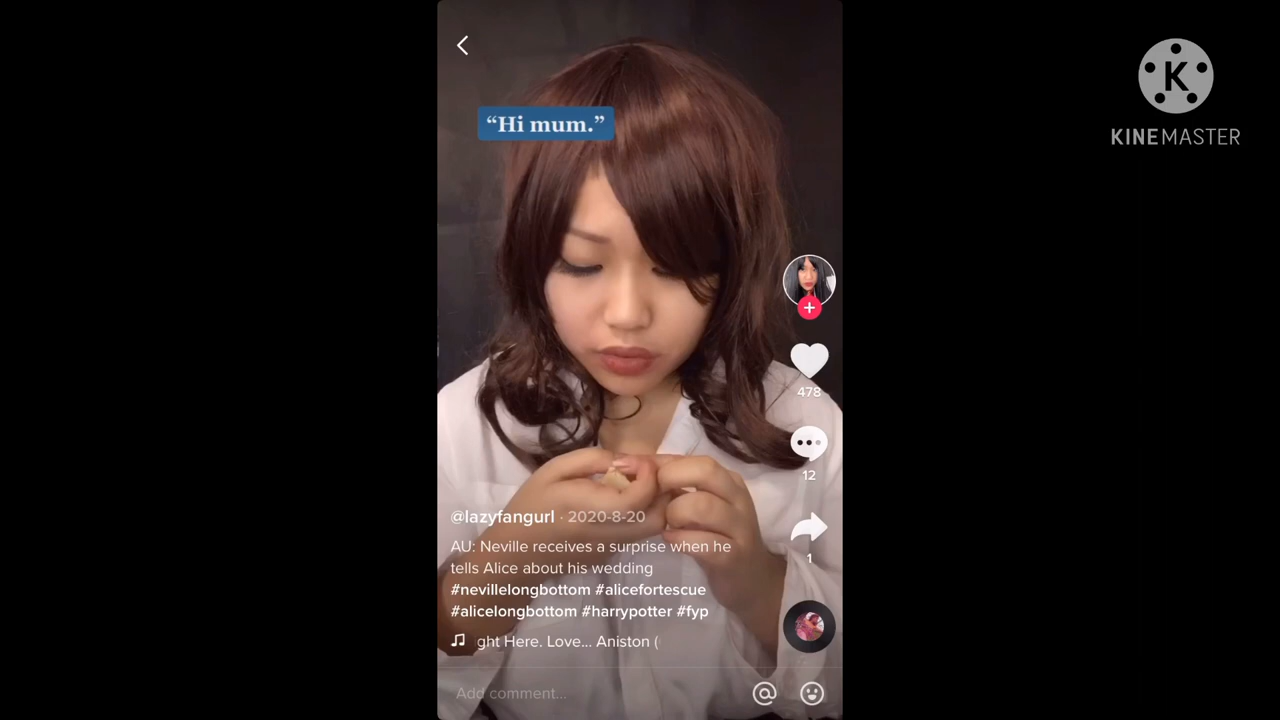 “Hi mum.”
K
KINEMASTER
478
12
1
@lazyfangurl · 2020-8-20
AU: Neville receives a surprise when he
tells Alice about his wedding
#nevillelongbottom #alicefortescue
#alicelongbottom #harrypotter #fyp
ght Here. Love... Aniston (
Add comment...